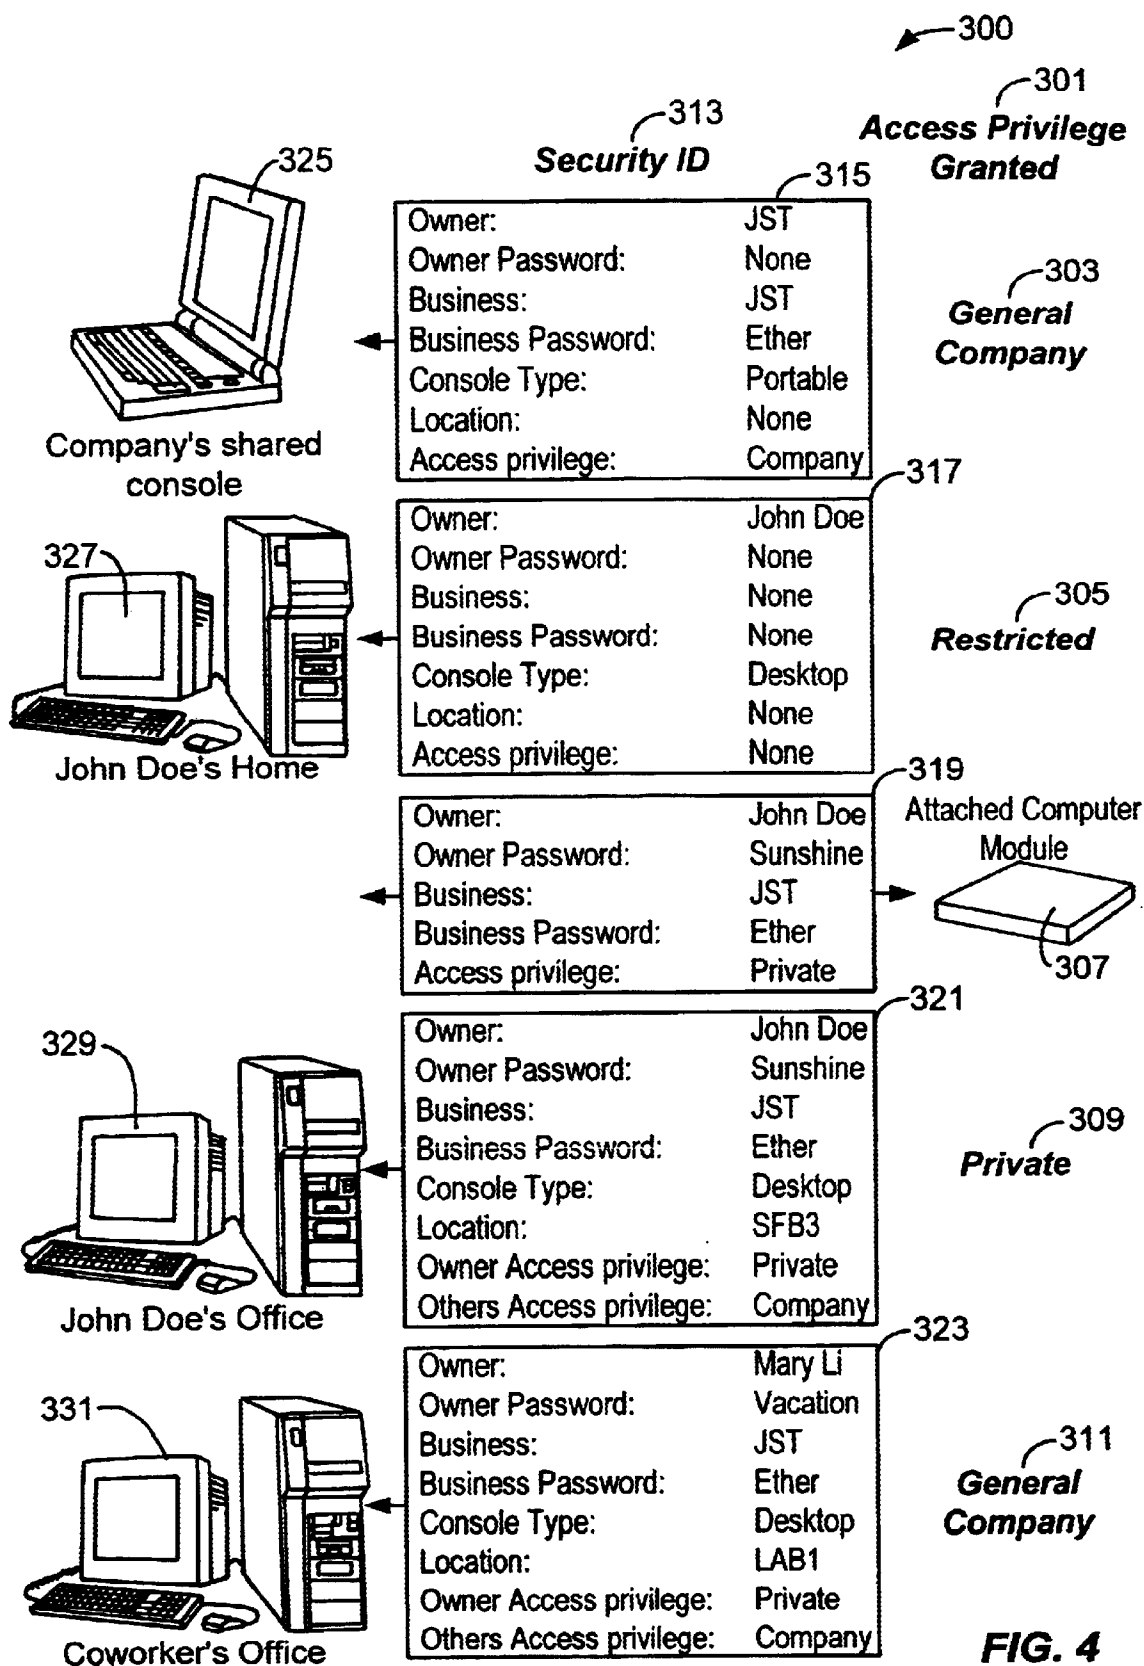 300
301
313
Access Privilege
Granted
Security ID
325
315
Owner: JST
Owner Password: None
Business: JST
Business Password: Ether
Console Type: Portable
Location: None
Access privilege: Company
303
General
Company
Company's shared
console
317
Owner: John Doe
Owner Password: None
Business: None
Business Password: None
Console Type: Desktop
Location: None
Access privilege: None
327
305
Restricted
John Doe's Home
319
Owner: John Doe
Owner Password: Sunshine
Business: JST
Business Password: Ether
Access privilege: Private
Attached Computer
Module
307
321
Owner: John Doe
Owner Password: Sunshine
Business: JST
Business Password: Ether
Console Type: Desktop
Location: SFB3
Owner Access privilege: Private
Others Access privilege: Company
329
309
Private
John Doe's Office
323
Owner: Mary Li
Owner Password: Vacation
Business: JST
Business Password: Ether
Console Type: Desktop
Location: LAB1
Owner Access privilege: Private
Others Access privilege: Company
331
311
General
Company
Coworker's Office
FIG. 4